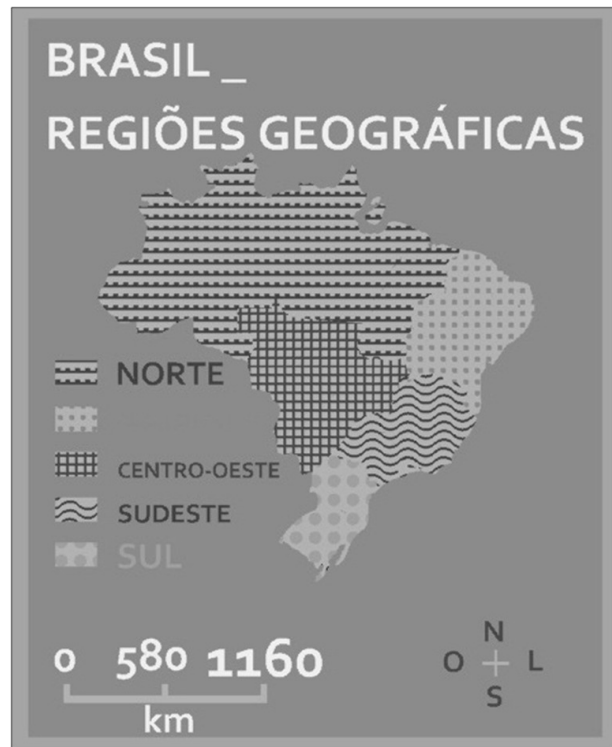 BRASIL _
REGIÕES GEOGRÁFICAS
NORTE
CENTRO-OESTE
SUDESTE
SUL
0 580 1160
km
N
O L
S